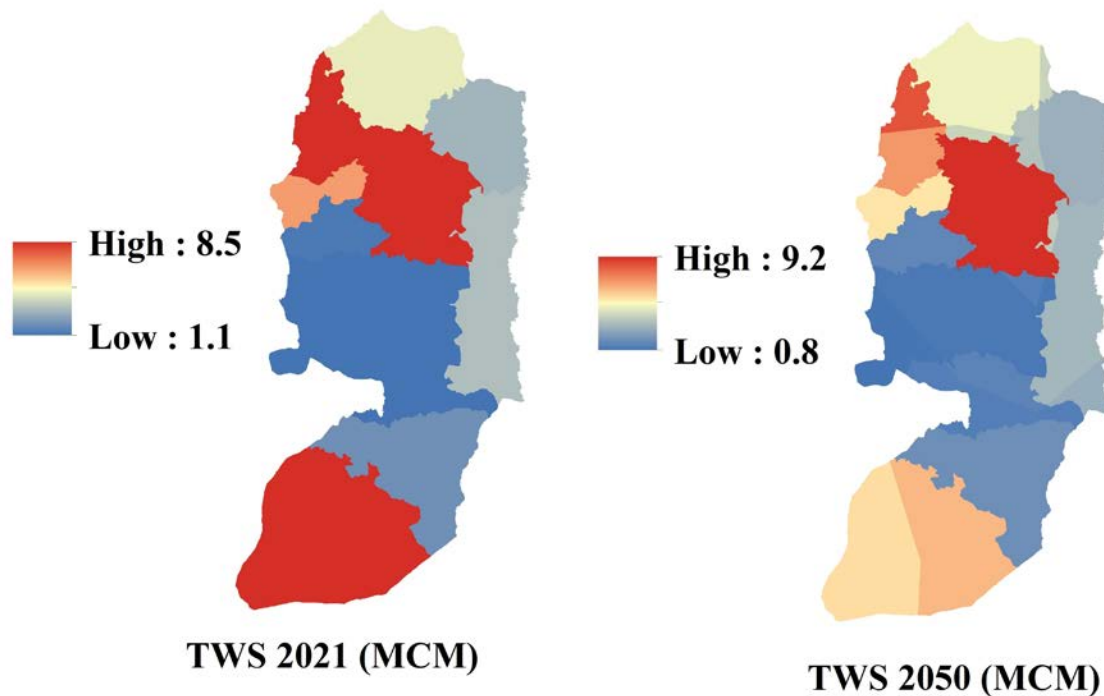 High : 8.5
Low : 1.1
TWS 2021 (MCM)
High : 9.2
Low : 0.8
TWS 2050 (MCM)